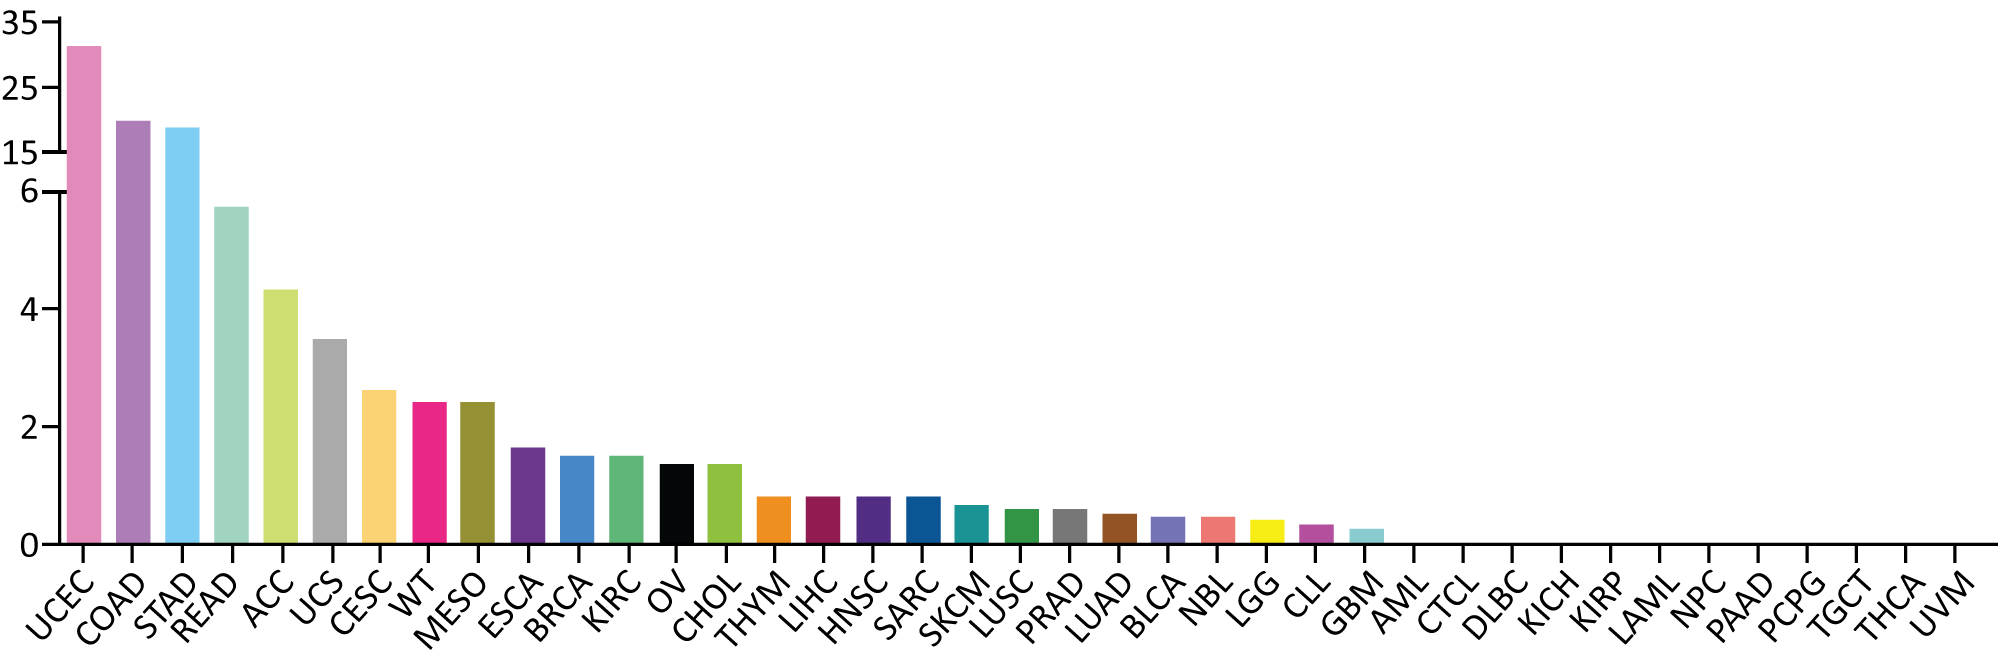 35
25
15
6
4
2
0
UCEC
COAD
STAD
READ
ACC
UCS
CESC
WT
MESO
ESCA
BRCA
KIRC
OV
CHOL
THYM
LIHC
HNSC
SARC
SKCM
LUSC
PRAD
LUAD
BLCA
NBL
LGG
CLL
GBM
AML
CTCL
DLBC
KICH
KIRP
LAML
NPC
PAAD
PCPG
TGCT
THCA
UVM